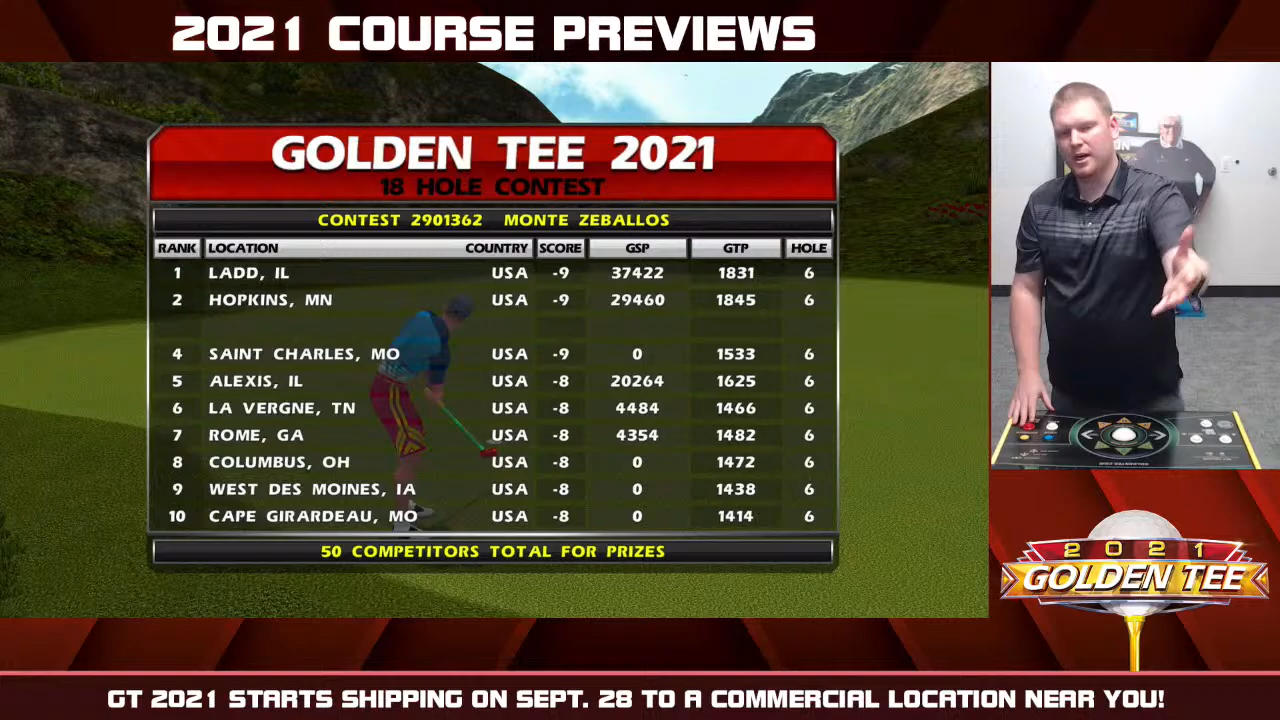 2021 COURSE PREVIEWS
GOLDEN TEE 2021
18 HOLE CONTEST
CONTEST 2901362 MONTE ZEBALLOS
RANK LOCATION COUNTRY SCORE GSP GTP HOLE
1 LADD, IL USA -9 37422 1831 6
2 HOPKINS, MN USA -9 29460 1845 6
4 SAINT CHARLES, MO USA -9 0 1533 6
5 ALEXIS, IL USA -8 20264 1625 6
6 LA VERGNE, TN USA -8 4484 1466 6
7 ROME, GA USA -8 4354 1482 6
8 COLUMBUS, OH USA -8 0 1472 6
9 WEST DES MOINES, IA USA -8 0 1438 6
10 CAPE GIRARDEAU, MO USA -8 0 1414 6
50 COMPETITORS TOTAL FOR PRIZES
2021
GOLDEN TEE
GT 2021 STARTS SHIPPING ON SEPT. 28 TO A COMMERCIAL LOCATION NEAR YOU!